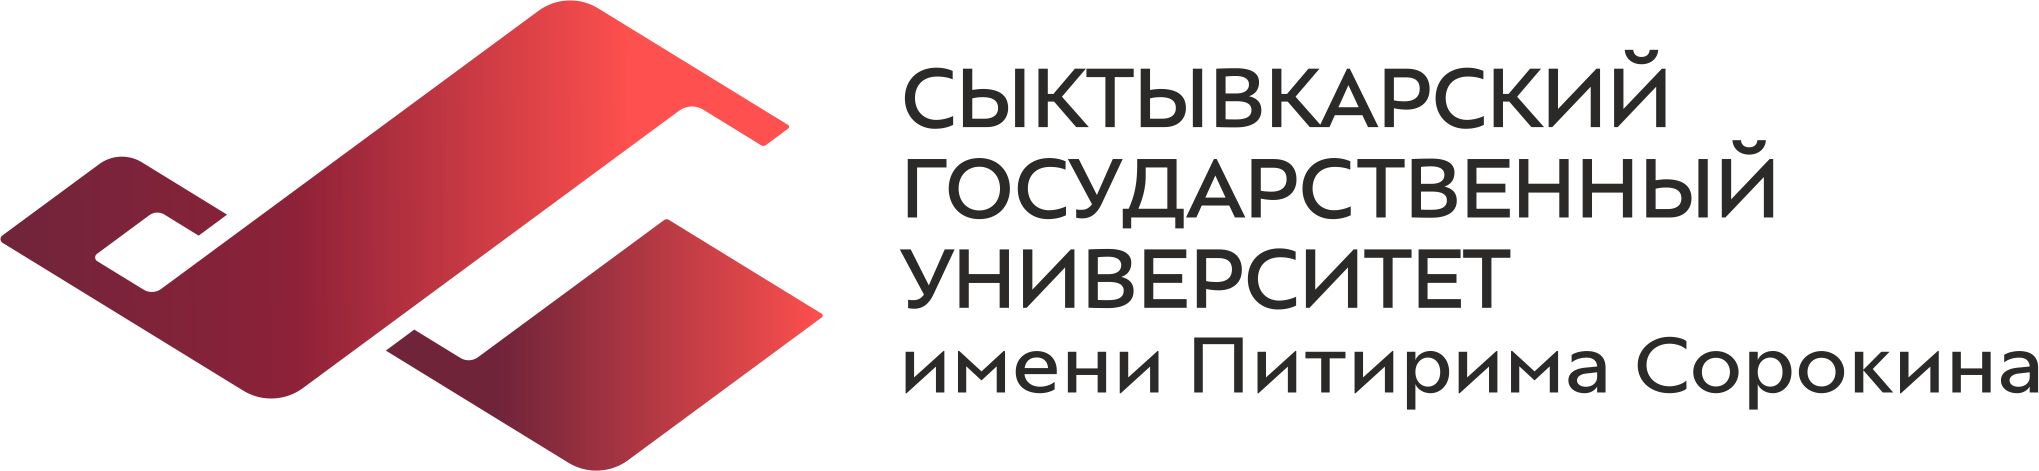 СЫКТЫВКАРСКИЙ
ГОСУДАРСТВЕННЫЙ
УНИВЕРСИТЕТ
имени Питирима Сорокина